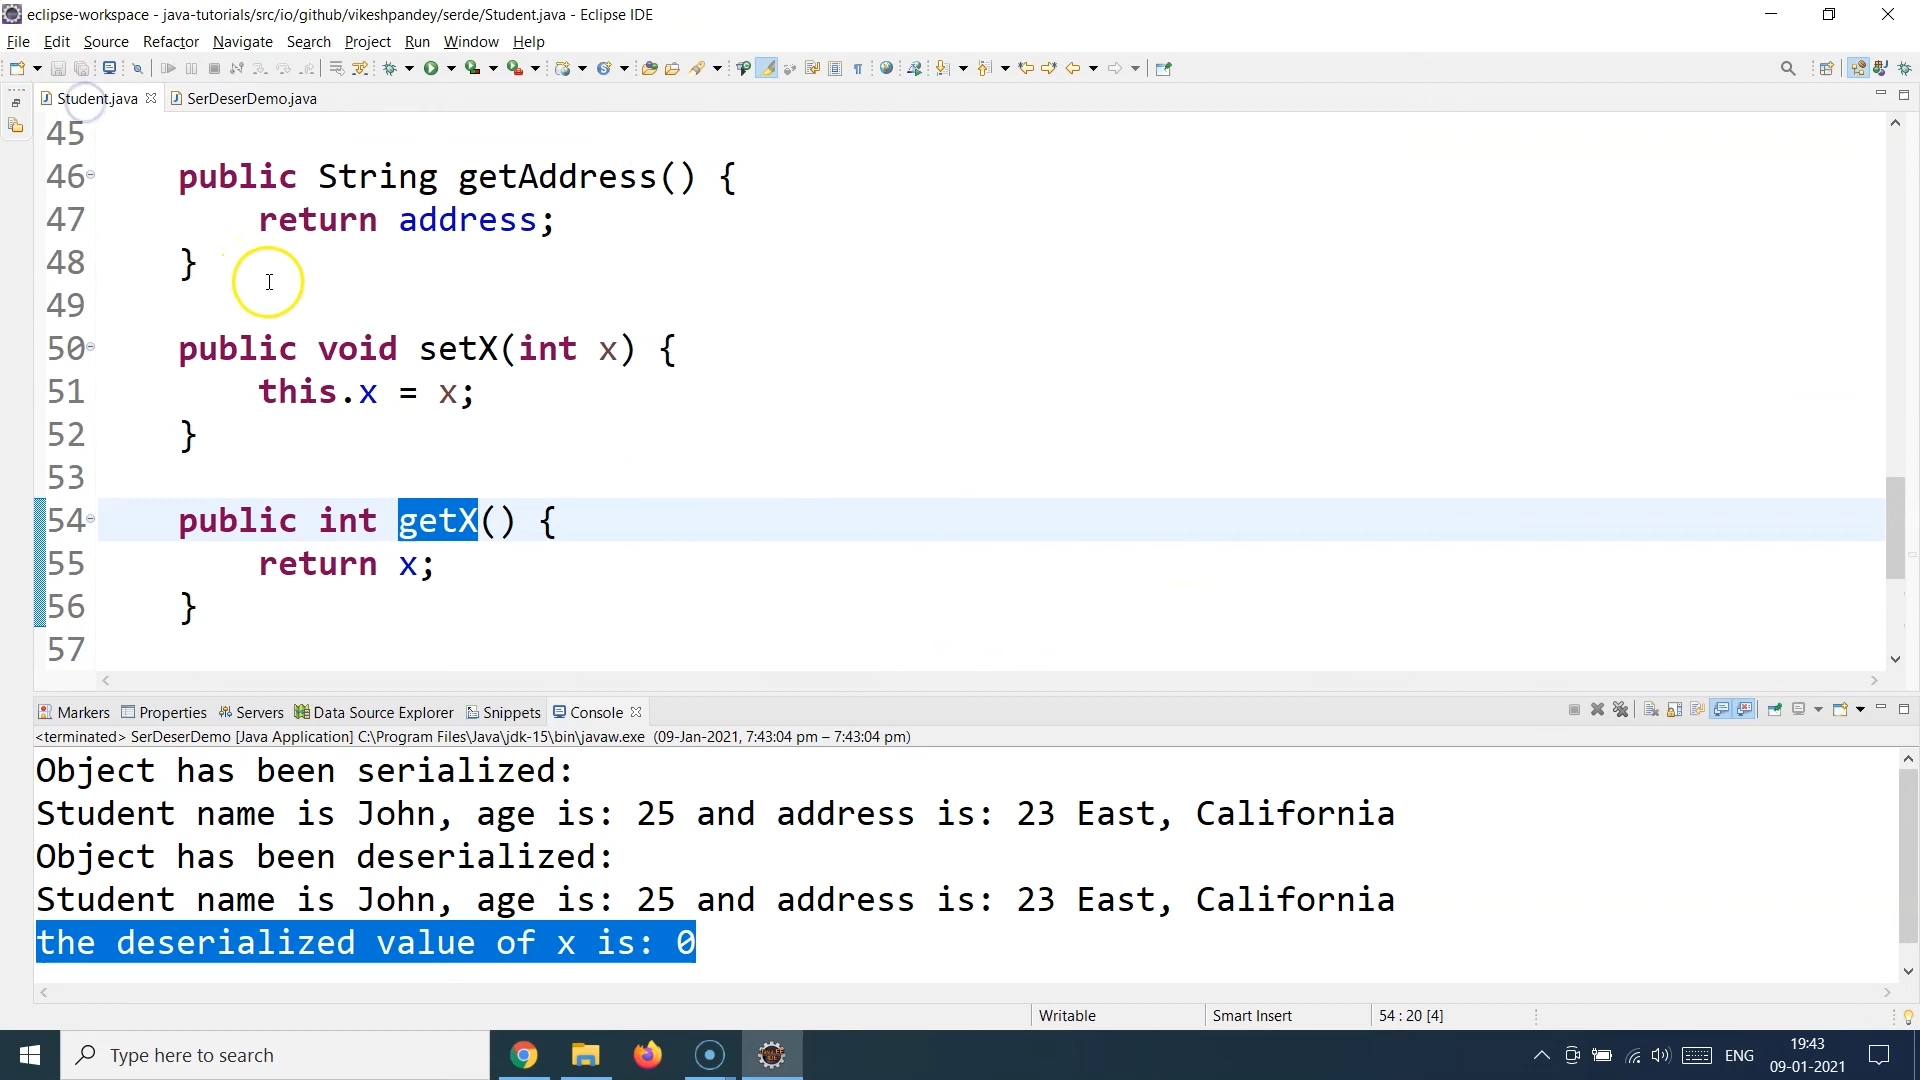 eclipse-workspace - java-tutorials/src/io/github/vikeshpandey/serde/Student.java - Eclipse IDE
File Edit Source Refactor Navigate Search Project Run Window Help
Student.java SerDeserDemo.java
45
46 public String getAddress() {
47 return address;
48 }
49
50 public void setX(int x) {
51 this.x = x;
52 }
53
54 public int getX() {
55 return x;
56 }
57
Markers Properties Servers Data Source Explorer Snippets Console
<terminated> SerDeserDemo [Java Application] C:\Program Files\Java\jdk-15\bin\javaw.exe (09-Jan-2021, 7:43:04 pm – 7:43:04 pm)
Object has been serialized:
Student name is John, age is: 25 and address is: 23 East, California
Object has been deserialized:
Student name is John, age is: 25 and address is: 23 East, California
the deserialized value of x is: 0
Writable Smart Insert 54 : 20 [4]
Type here to search ENG 19:43
09-01-2021